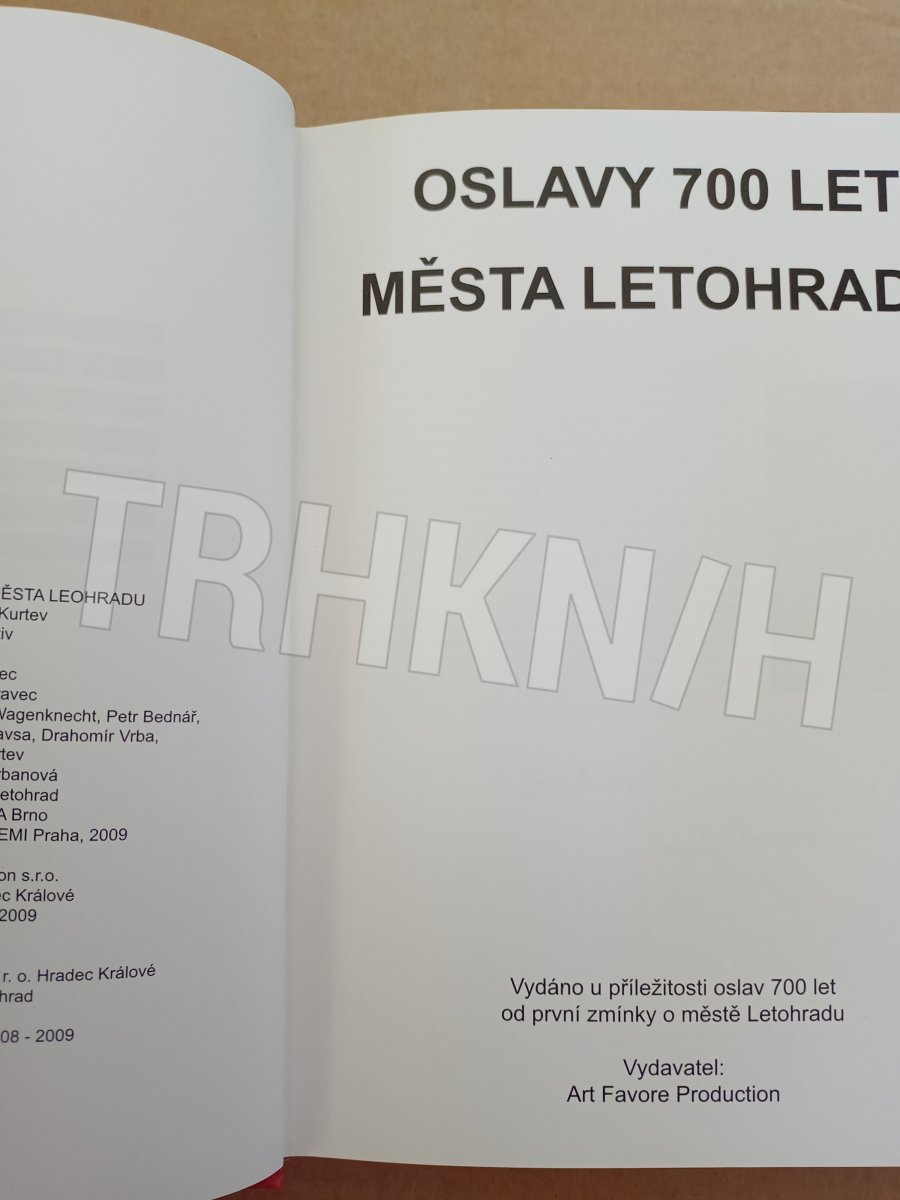 ĚSTA LEOHRADU
Kurtev
iv
ec
avec
Wagenknecht, Petr Bednář,
avsa, Drahomír Vrba,
rtev
rbanová
etohrad
A Brno
EMI Praha, 2009
on s.r.o.
ec Králové
2009
r. o. Hradec Králové
hrad
08 - 2009
OSLAVY 700 LET
MĚSTA LETOHRAD
TRHKNIH
Vydáno u příležitosti oslav 700 let
od první zmínky o městě Letohradu
Vydavatel:
Art Favore Production